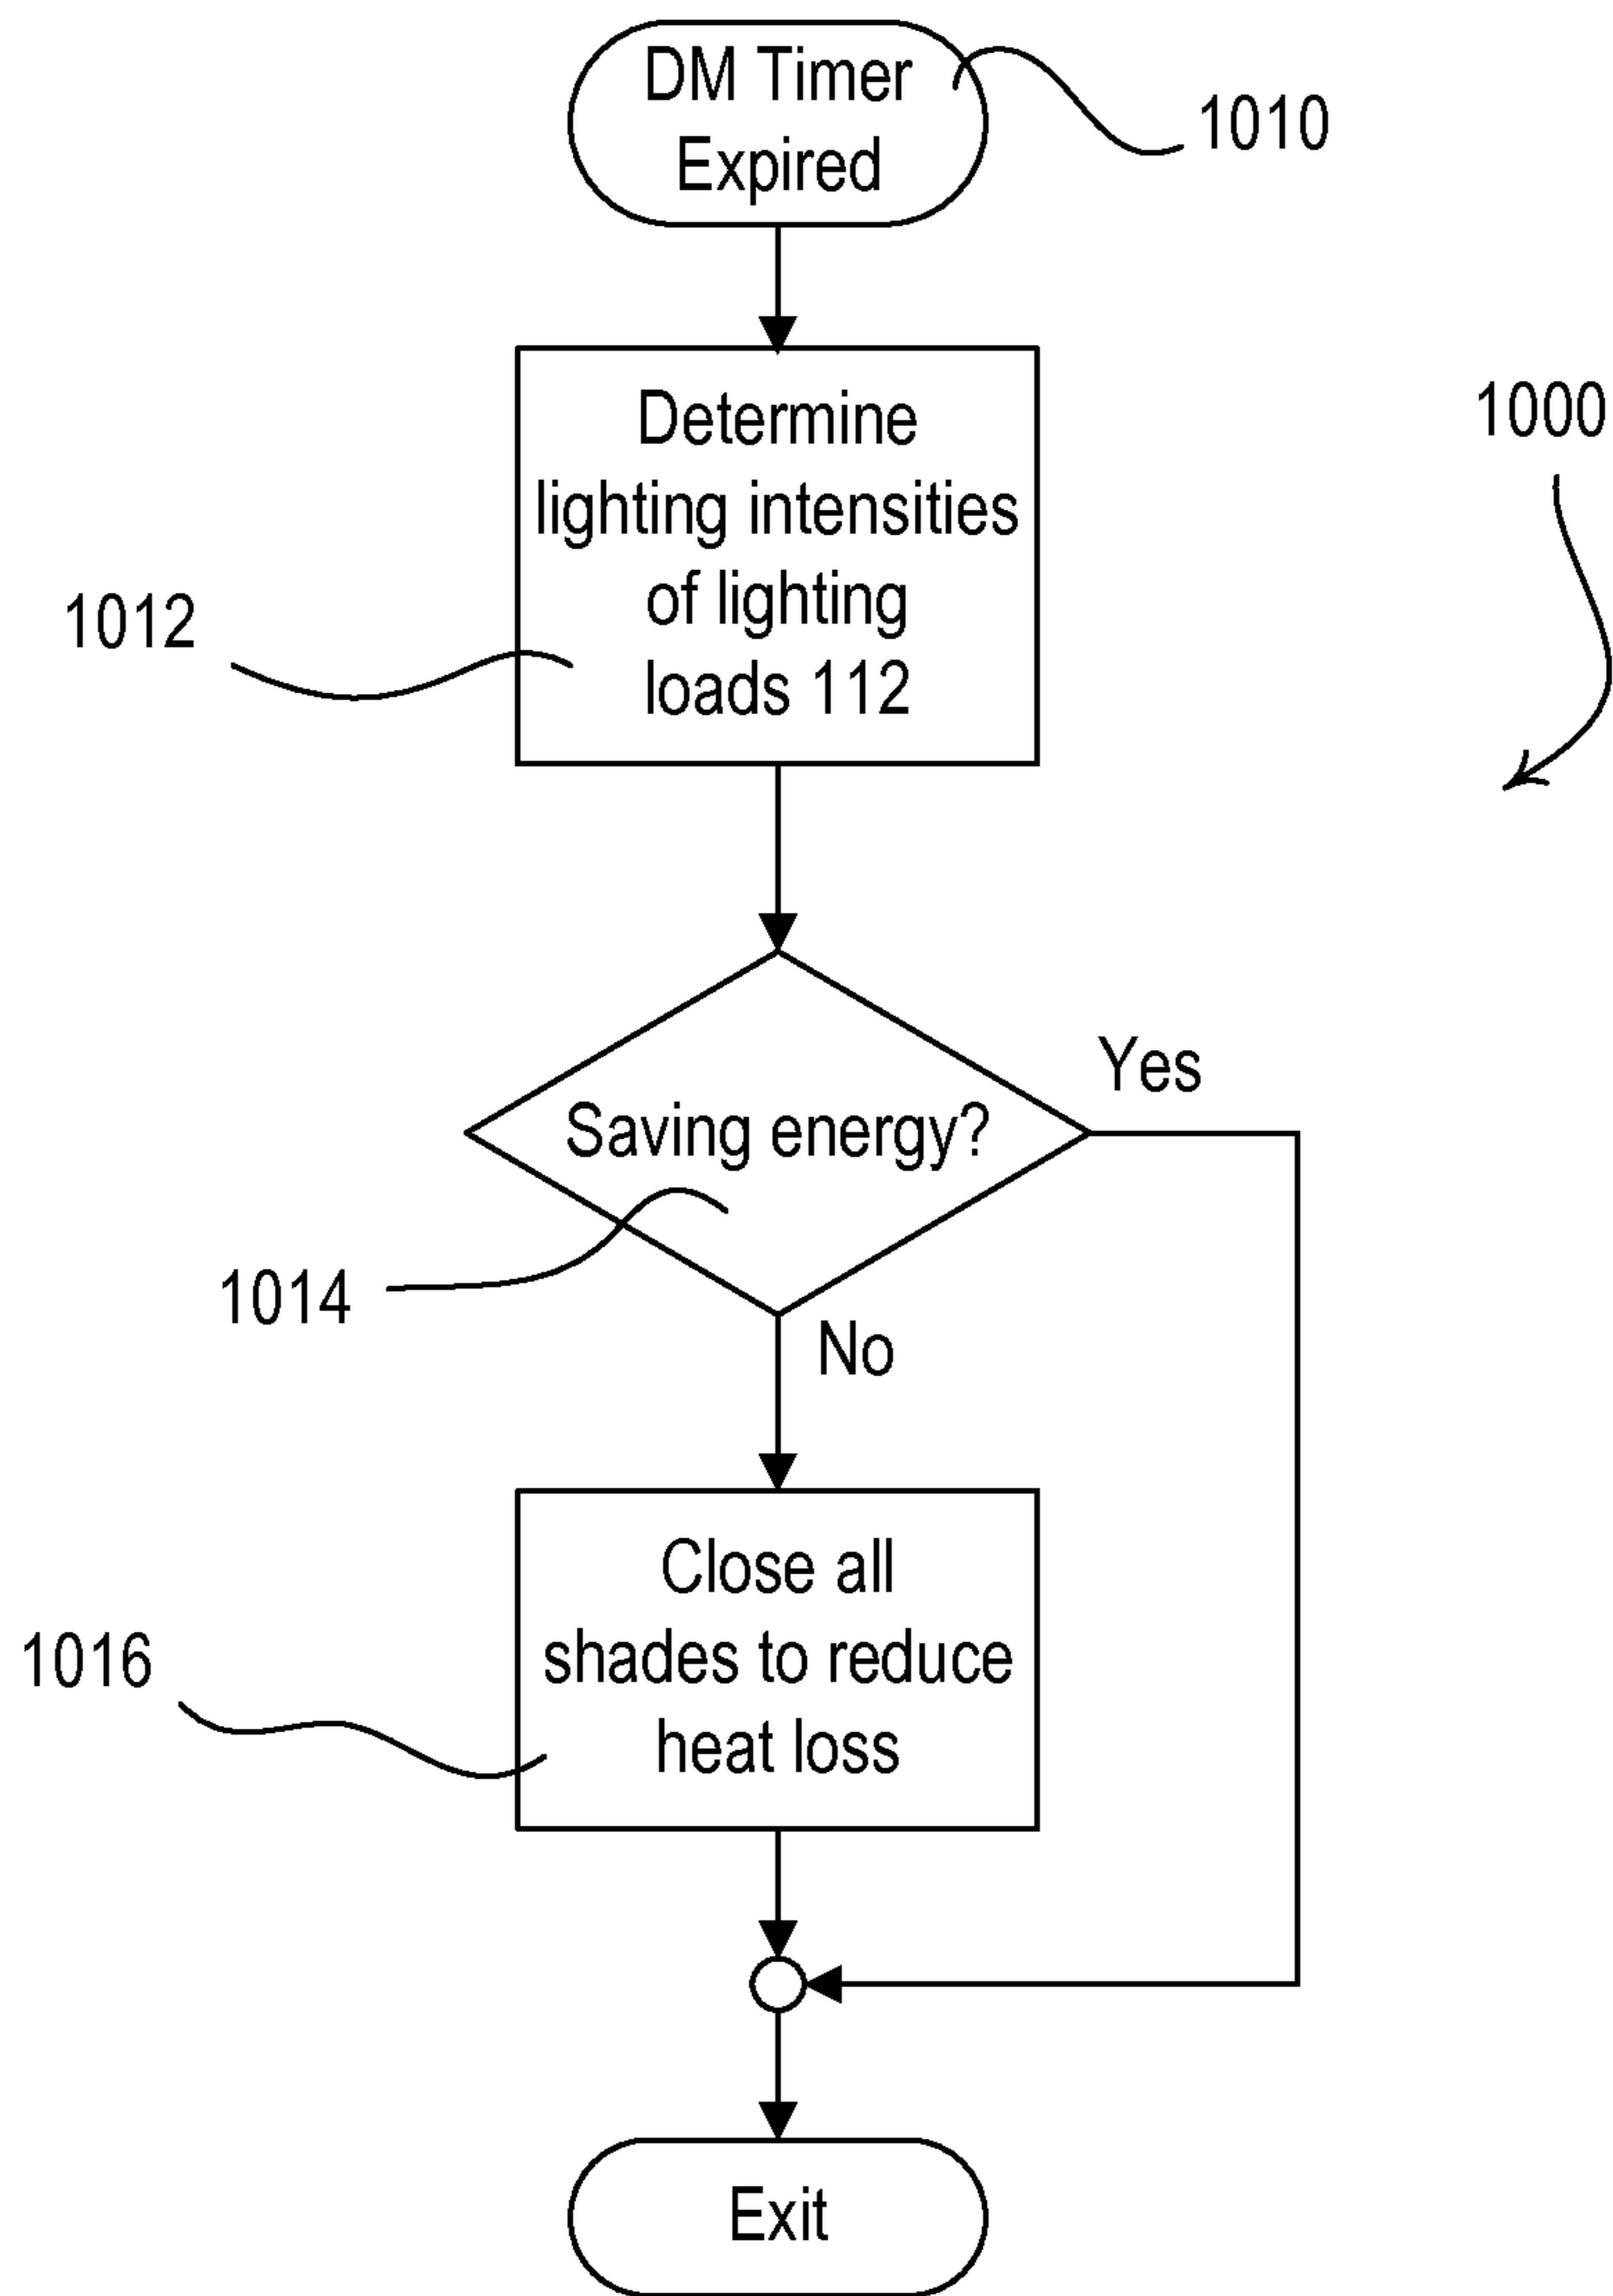 DM Timer
Expired
1010
Determine
lighting intensities
of lighting
loads 112
1000
1012
Yes
Saving energy?
1014
No
Close all
shades to reduce
heat loss
1016
Exit